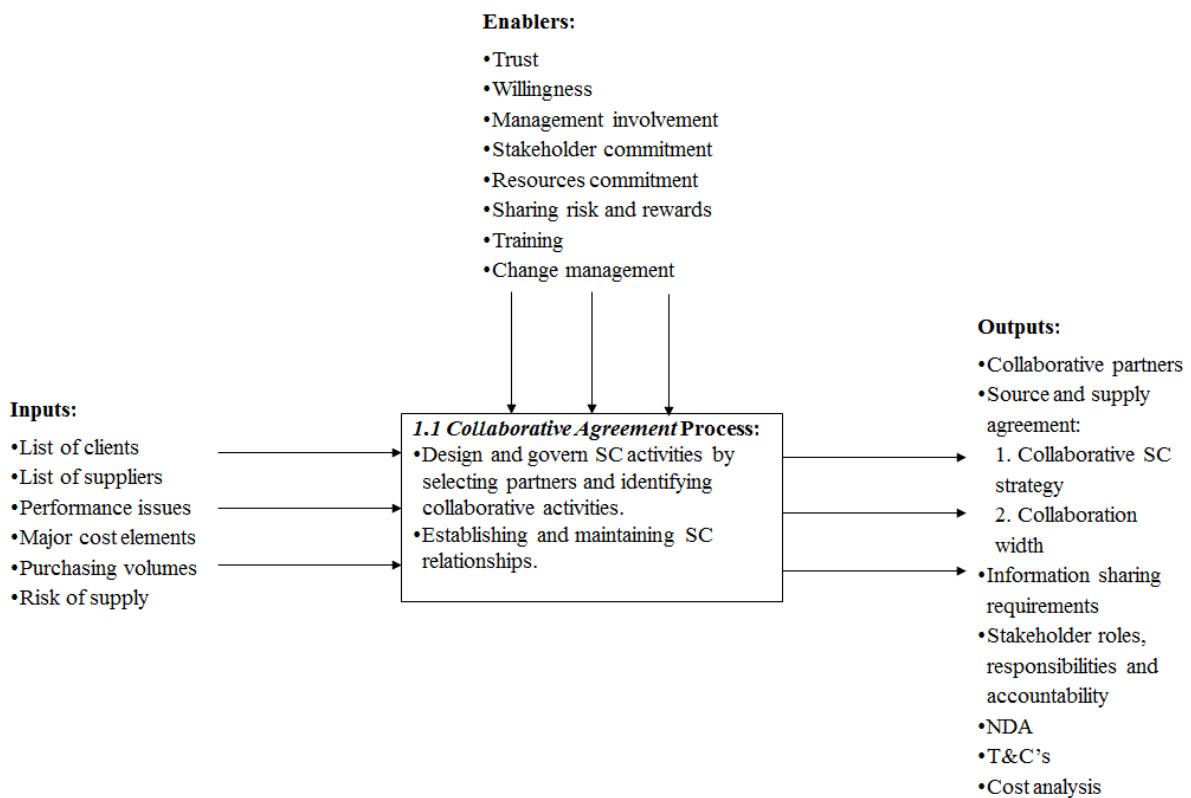 Enablers:
•Trust
•Willingness
•Management involvement
•Stakeholder commitment
•Resources commitment
•Sharing risk and rewards
•Training
•Change management
Inputs:
•List of clients
•List of suppliers
•Performance issues
•Major cost elements
•Purchasing volumes
•Risk of supply
1.1 Collaborative Agreement Process:
•Design and govern SC activities by
selecting partners and identifying
collaborative activities.
•Establishing and maintaining SC
relationships.
Outputs:
•Collaborative partners
•Source and supply
agreement:
1. Collaborative SC
strategy
2. Collaboration
width
•Information sharing
requirements
•Stakeholder roles,
responsibilities and
accountability
•NDA
•T&C’s
•Cost analysis